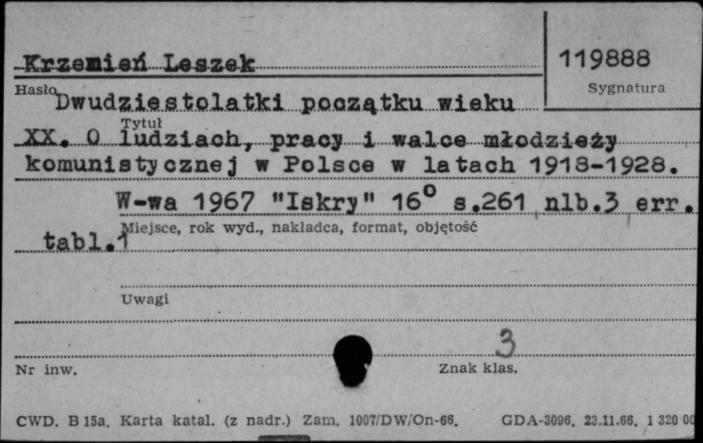 Krzemień Leszek
119888
Hasło
Sygnatura
Dwudziestolatki początku wieku
Tytuł
XX. O ludziach, pracy i walce młodzieży
komunistycznej w Polsce w latach 1918-1928.
W-wa 1967 "Iskry" 16° s.261 nlb.3 err.
Miejsce, rok wyd., nakładca, format, objętość
tabl.1
Uwagi
3
Nr inw.
Znak klas.
CWD. B 15a. Karta katal. (z nadr.) Zam. 1007/DW/On-66. GDA-3096. 23.11.66. 1 320 00